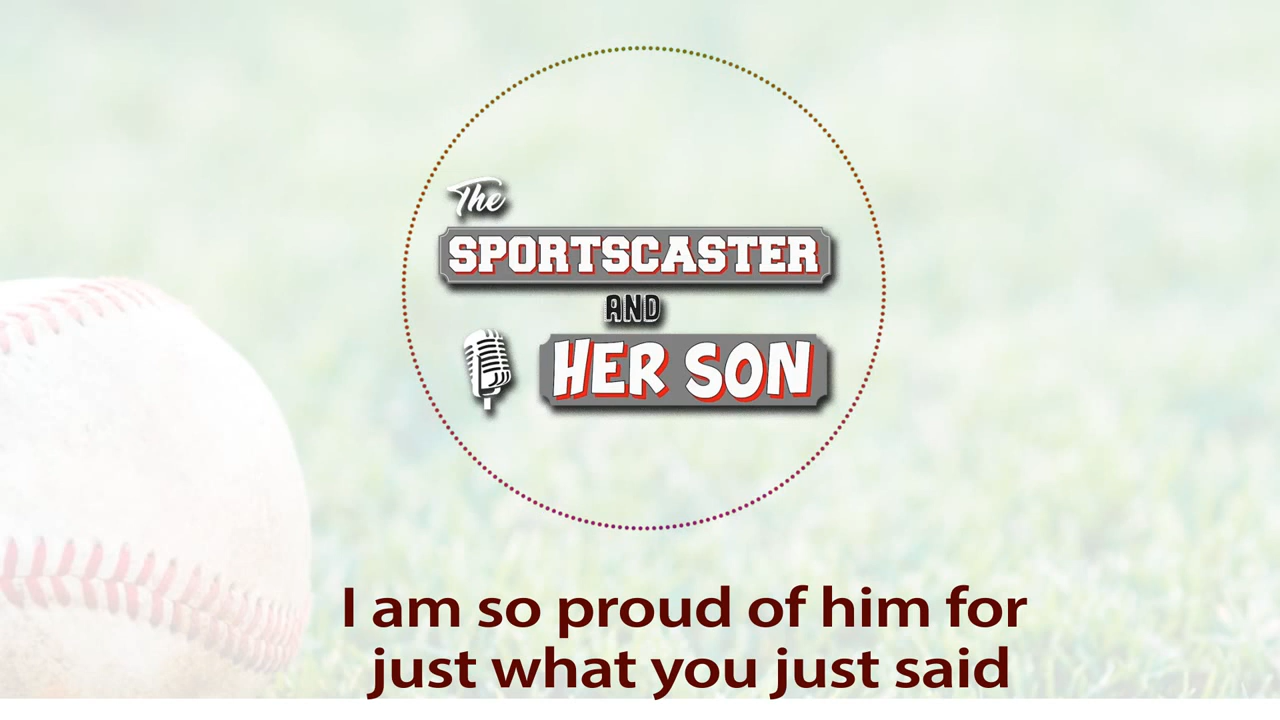 The
SPORTSCASTER
AND
HER SON
I am so proud of him for
just what you just said